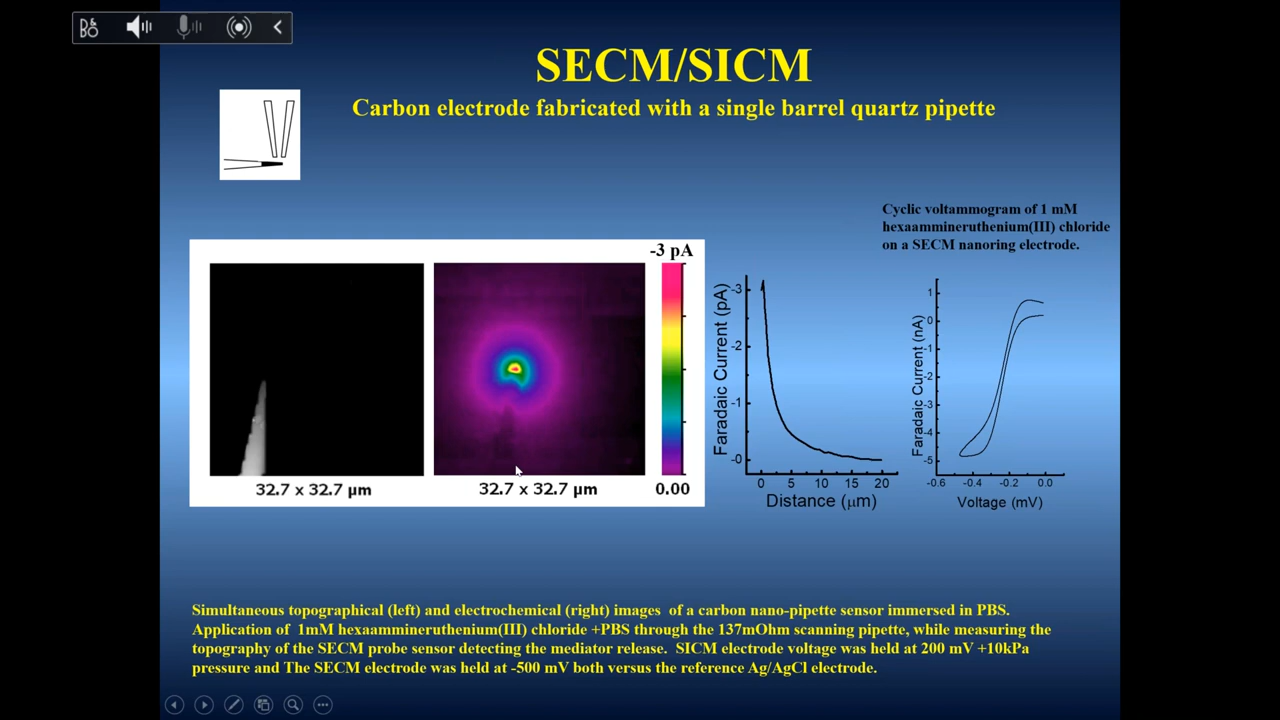 SECM/SICM
Carbon electrode fabricated with a single barrel quartz pipette
Cyclic voltammogram of 1 mM
hexaammineruthenium(III) chloride
on a SECM nanoring electrode.
-3 pA
0.00
32.7 x 32.7 µm
32.7 x 32.7 µm
Faradaic Current (pA)
-3
-2
-1
-0
0 5 10 15 20
Distance (µm)
Faradaic Current (nA)
1
0
-1
-2
-3
-4
-5
-0.6 -0.4 -0.2 0.0
Voltage (mV)
Simultaneous topographical (left) and electrochemical (right) images of a carbon nano-pipette sensor immersed in PBS.
Application of 1mM hexaammineruthenium(III) chloride +PBS through the 137mOhm scanning pipette, while measuring the
topography of the SECM probe sensor detecting the mediator release. SICM electrode voltage was held at 200 mV +10kPa
pressure and The SECM electrode was held at -500 mV both versus the reference Ag/AgCl electrode.